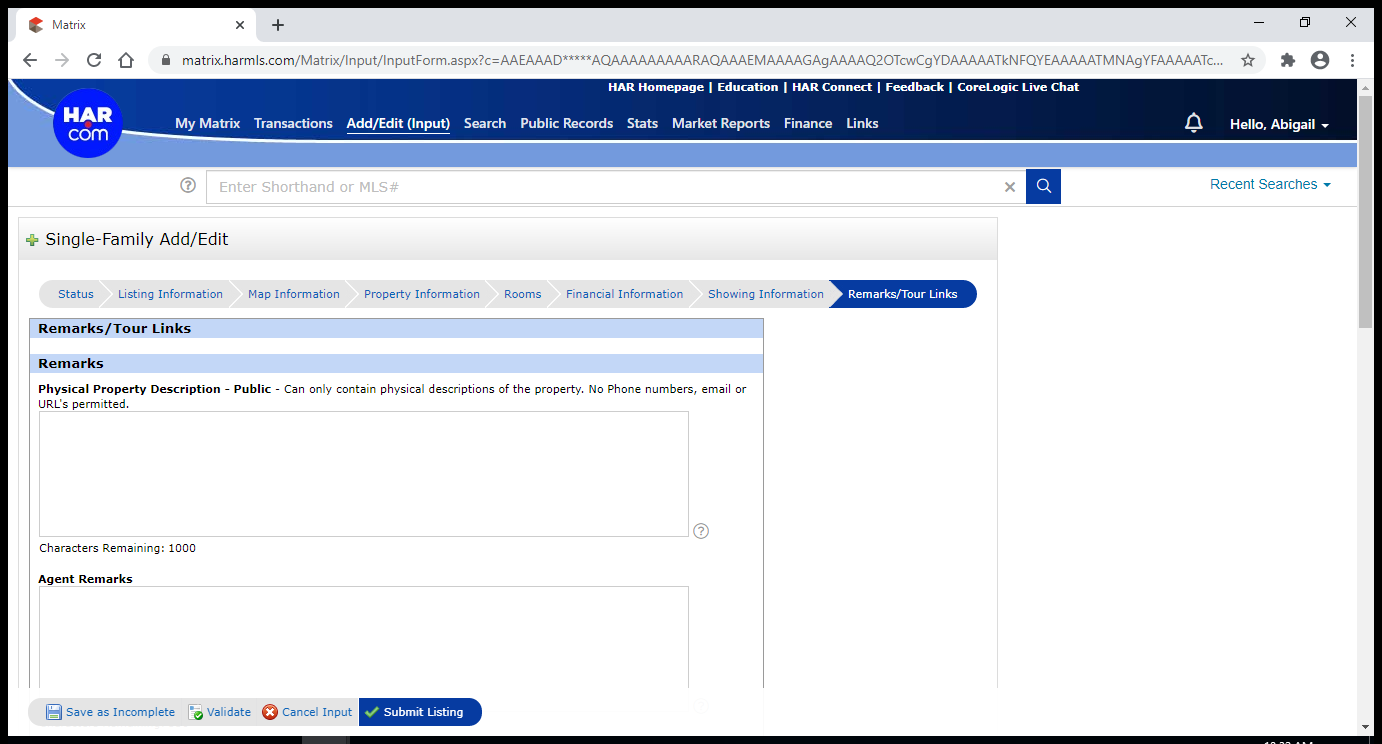 Matrix
matrix.harmls.com/Matrix/Input/InputForm.aspx?c=AAEAAAD*****AQAAAAAAAAARAQAAAEMAAAAGAgAAAAQ2OTcwCgYDAAAAATkNFQYEAAAAATMNAgYFAAAAATc...
HAR Homepage | Education | HAR Connect | Feedback | CoreLogic Live Chat
HAR
com
My Matrix Transactions Add/Edit (Input) Search Public Records Stats Market Reports Finance Links
Hello, Abigail
Enter Shorthand or MLS#
Recent Searches
Single-Family Add/Edit
Status Listing Information Map Information Property Information Rooms Financial Information Showing Information Remarks/Tour Links
Remarks/Tour Links
Remarks
Physical Property Description - Public - Can only contain physical descriptions of the property. No Phone numbers, email or
URL's permitted.
Characters Remaining: 1000
Agent Remarks
Save as Incomplete Validate Cancel Input Submit Listing